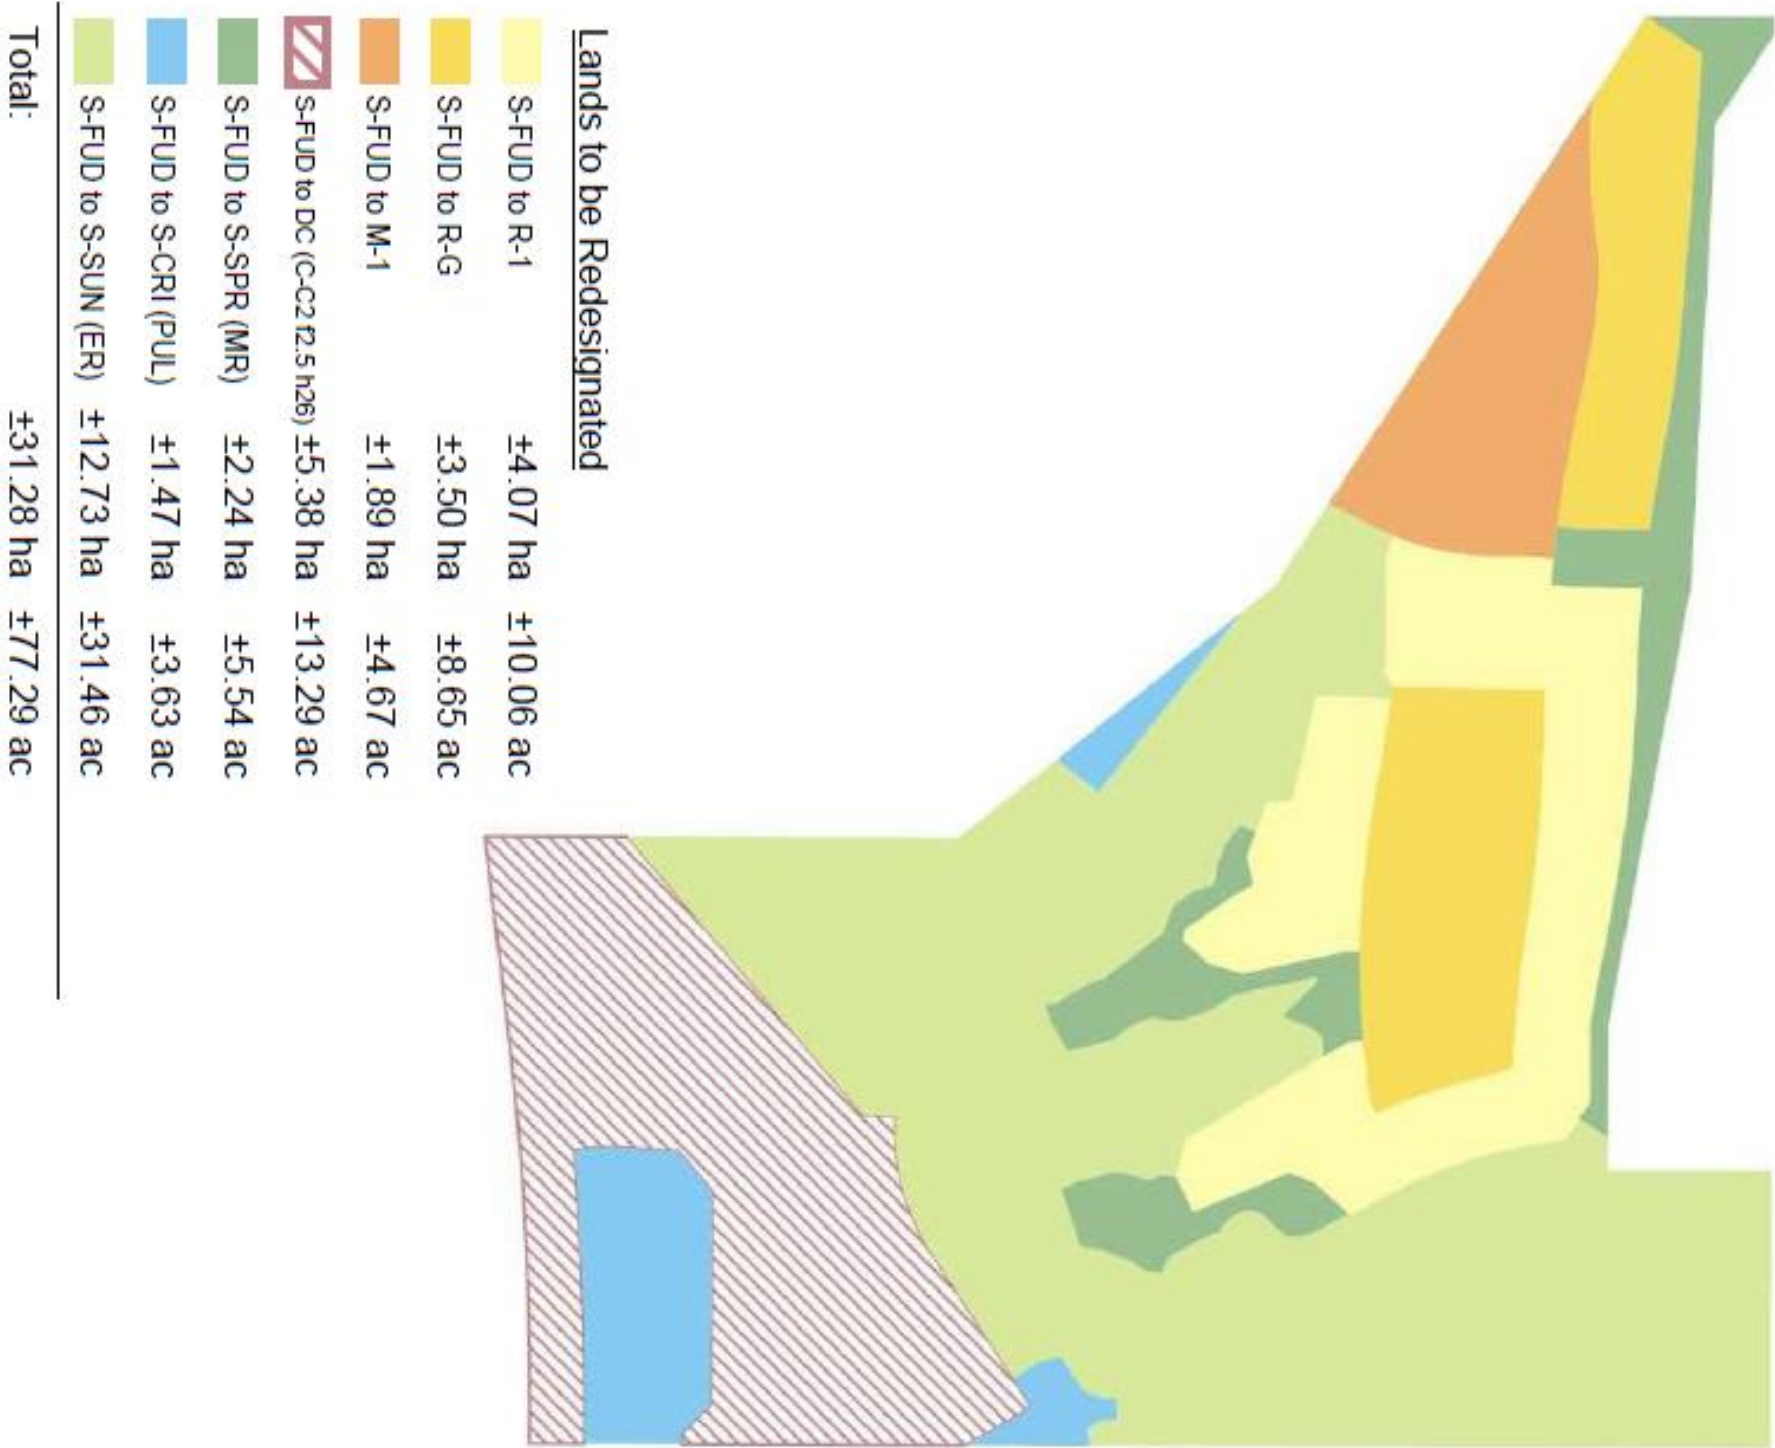 Lands to be Redesignated
S-FUD to R-1 ±4.07 ha ±10.06 ac
S-FUD to R-G ±3.50 ha ±8.65 ac
S-FUD to M-1 ±1.89 ha ±4.67 ac
S-FUD to DC (C-C2 f2.5 h26) ±5.38 ha ±13.29 ac
S-FUD to S-SPR (MR) ±2.24 ha ±5.54 ac
S-FUD to S-CRI (PUL) ±1.47 ha ±3.63 ac
S-FUD to S-SUN (ER) ±12.73 ha ±31.46 ac
Total: ±31.28 ha ±77.29 ac